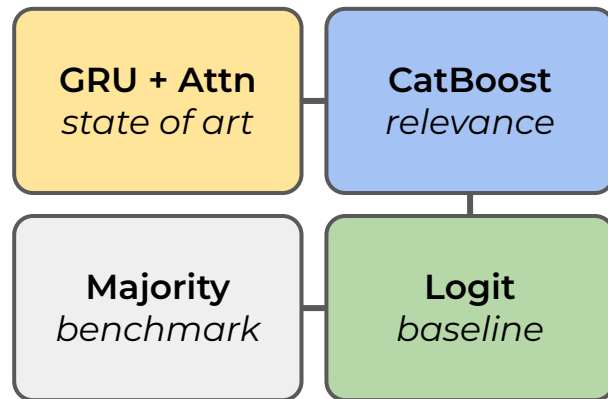 GRU + Attn
state of art
CatBoost
relevance
Majority
benchmark
Logit
baseline